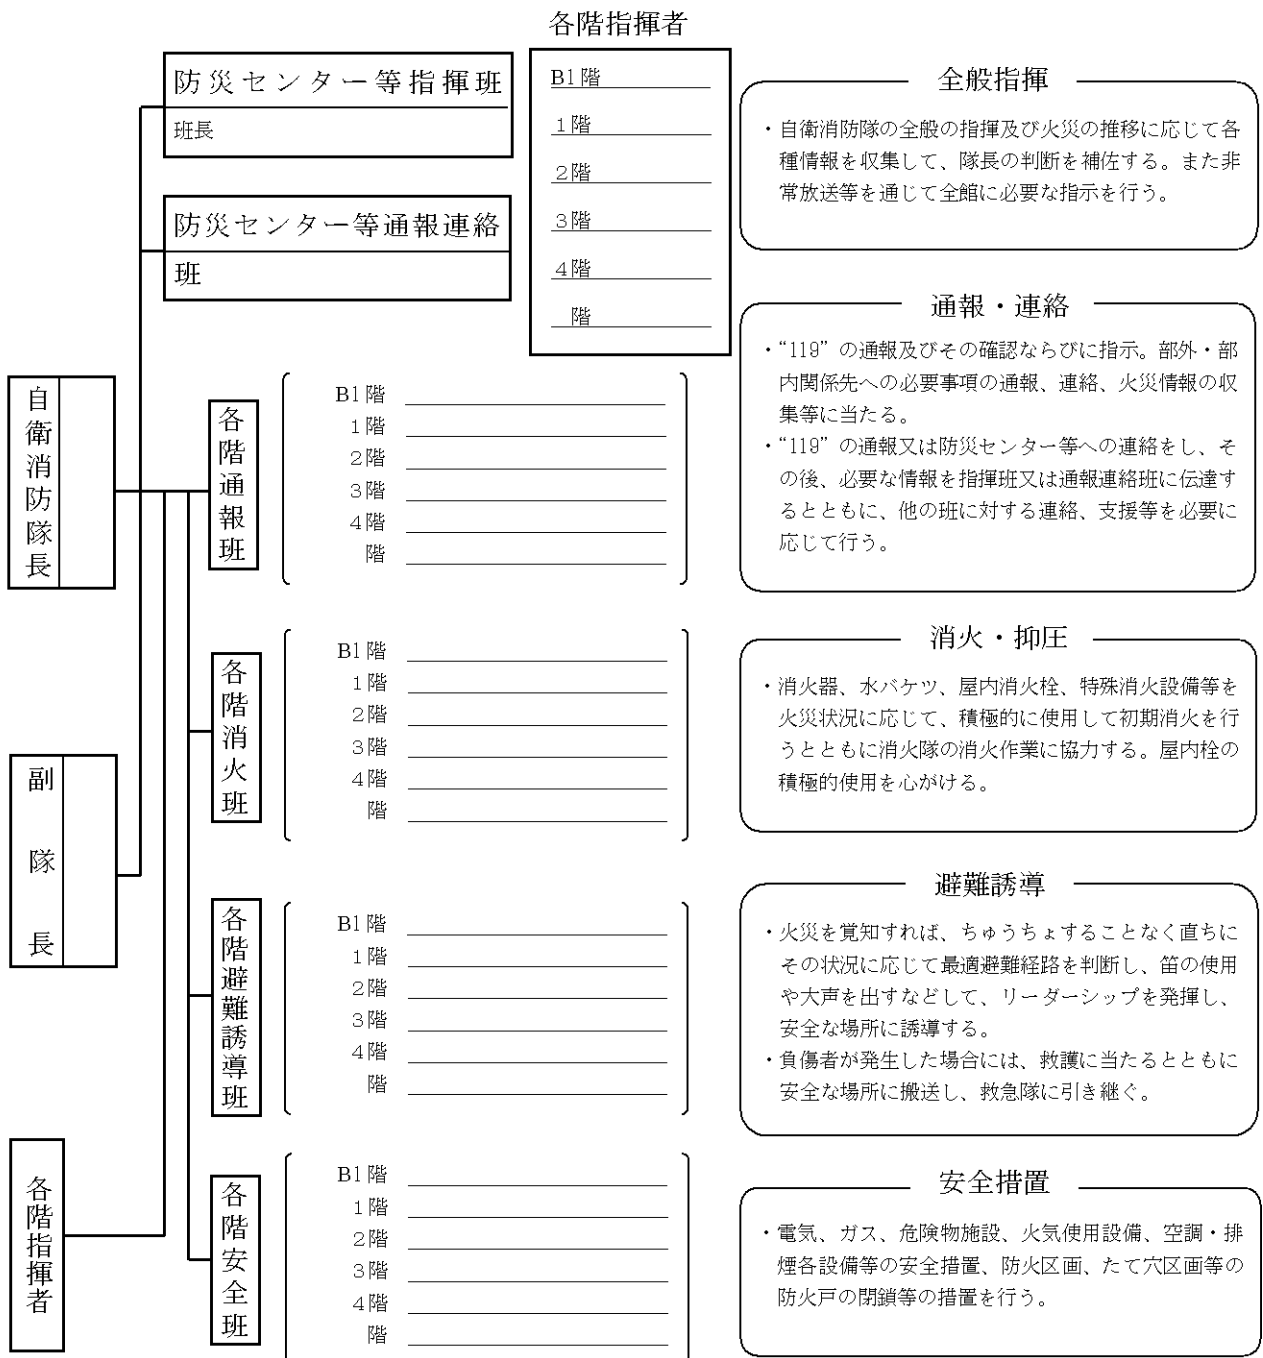 各階指揮者
防災センター等指揮班
班長
防災センター等通報連絡
班
B1階
1階
2階
3階
4階
階
全般指揮
・自衛消防隊の全般の指揮及び火災の推移に応じて各
種情報を収集して、隊長の判断を補佐する。また非
常放送等を通じて全館に必要な指示を行う。
通報・連絡
・“119”の通報及びその確認ならびに指示。部外・部
内関係先への必要事項の通報、連絡、火災情報の収
集等に当たる。
・“119”の通報又は防災センター等への連絡をし、そ
の後、必要な情報を指揮班又は通報連絡班に伝達す
るとともに、他の班に対する連絡、支援等を必要に
応じて行う。
自衛消防隊長
各階通報班
B1階
1階
2階
3階
4階
階
各階消火班
B1階
1階
2階
3階
4階
階
消火・抑圧
・消火器、水バケツ、屋内消火栓、特殊消火設備等を
火災状況に応じて、積極的に使用して初期消火を行
うとともに消火隊の消火作業に協力する。屋内栓の
積極的使用を心がける。
副隊長
各階避難誘導班
B1階
1階
2階
3階
4階
階
避難誘導
・火災を覚知すれば、ちゅうちょすることなく直ちに
その状況に応じて最適避難経路を判断し、笛の使用
や大声を出すなどして、リーダーシップを発揮し、
安全な場所に誘導する。
・負傷者が発生した場合には、救護に当たるとともに
安全な場所に搬送し、救急隊に引き継ぐ。
各階指揮者
各階安全班
B1階
1階
2階
3階
4階
階
安全措置
・電気、ガス、危険物施設、火気使用設備、空調・排
煙各設備等の安全措置、防火区画、たて穴区画等の
防火戸の閉鎖等の措置を行う。